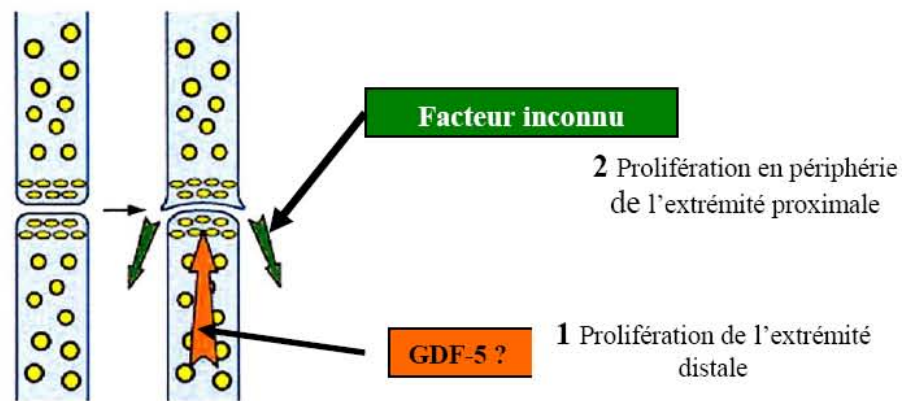 Facteur inconnu
2 Prolifération en périphérie
de l'extrémité proximale
GDF-5 ?
1 Prolifération de l'extrémité
distale